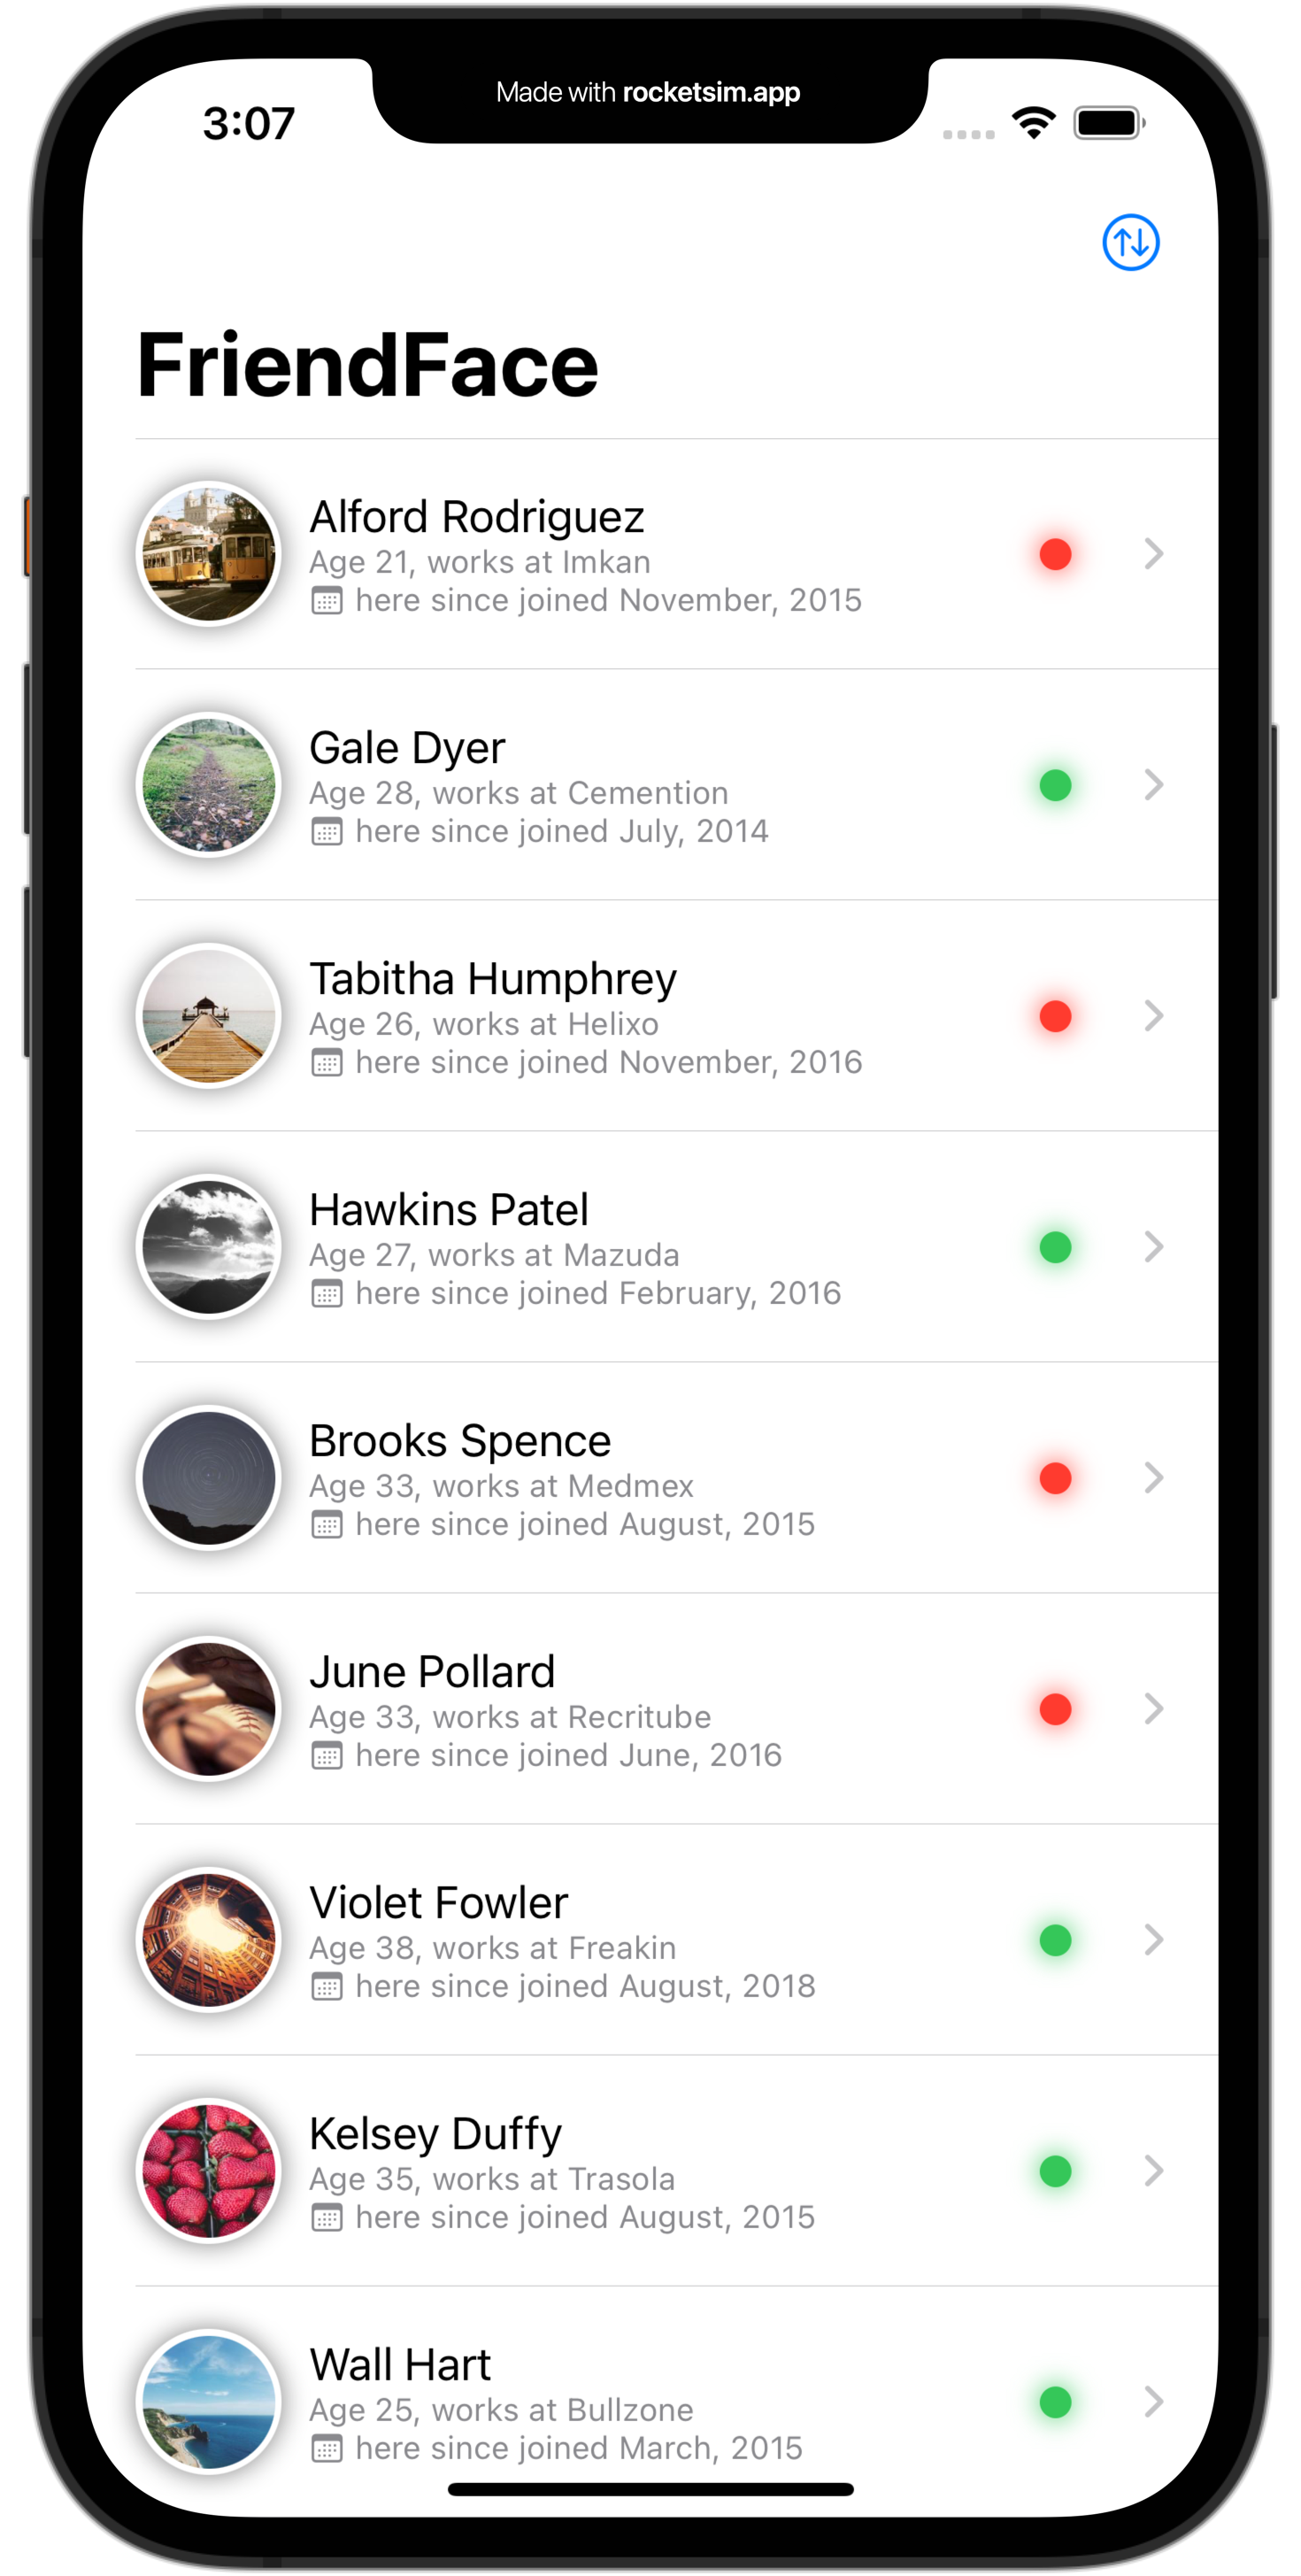 Made with rocketsim.app
3:07
FriendFace
Alford Rodriguez
Age 21, works at Imkan
here since joined November, 2015
Gale Dyer
Age 28, works at Cemention
here since joined July, 2014
Tabitha Humphrey
Age 26, works at Helixo
here since joined November, 2016
Hawkins Patel
Age 27, works at Mazuda
here since joined February, 2016
Brooks Spence
Age 33, works at Medmex
here since joined August, 2015
June Pollard
Age 33, works at Recritube
here since joined June, 2016
Violet Fowler
Age 38, works at Freakin
here since joined August, 2018
Kelsey Duffy
Age 35, works at Trasola
here since joined August, 2015
Wall Hart
Age 25, works at Bullzone
here since joined March, 2015